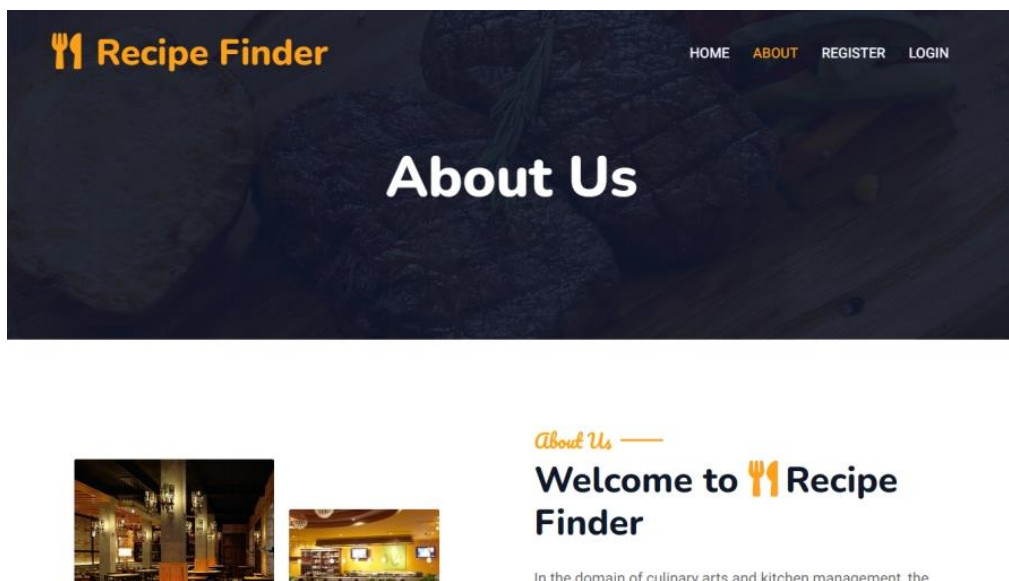 Recipe Finder
HOME ABOUT REGISTER LOGIN
About Us
About Us
Welcome to Recipe
Finder
In the domain of culinary arts and kitchen management, the